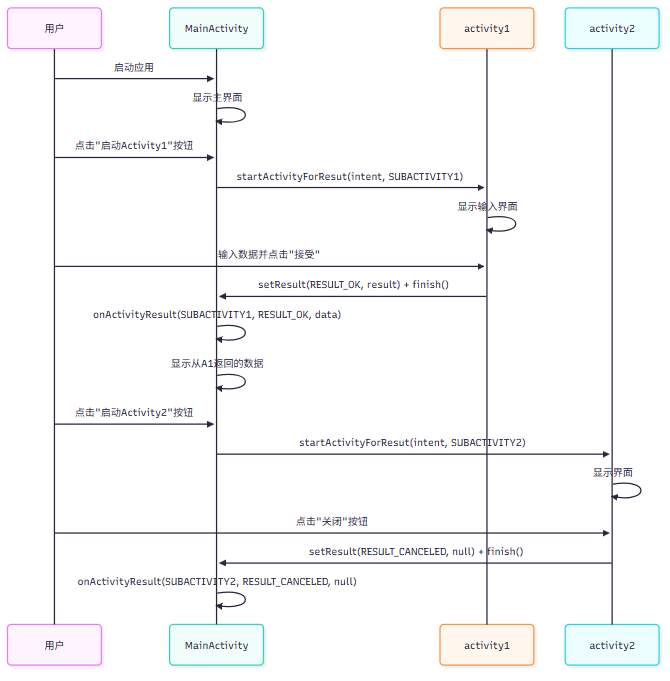 用户 MainActivity activity1 activity2
启动应用
显示主界面
点击"启动Activity1"按钮
startActivityForResut(intent, SUBACTIVITY1)
显示输入界面
输入数据并点击"接受"
setResult(RESULT_OK, result) + finish()
onActivityResult(SUBACTIVITY1, RESULT_OK, data)
显示从A1返回的数据
点击"启动Activity2"按钮
startActivityForResut(intent, SUBACTIVITY2)
显示界面
点击"关闭"按钮
setResult(RESULT_CANCELED, null) + finish()
onActivityResult(SUBACTIVITY2, RESULT_CANCELED, null)
用户 MainActivity activity1 activity2